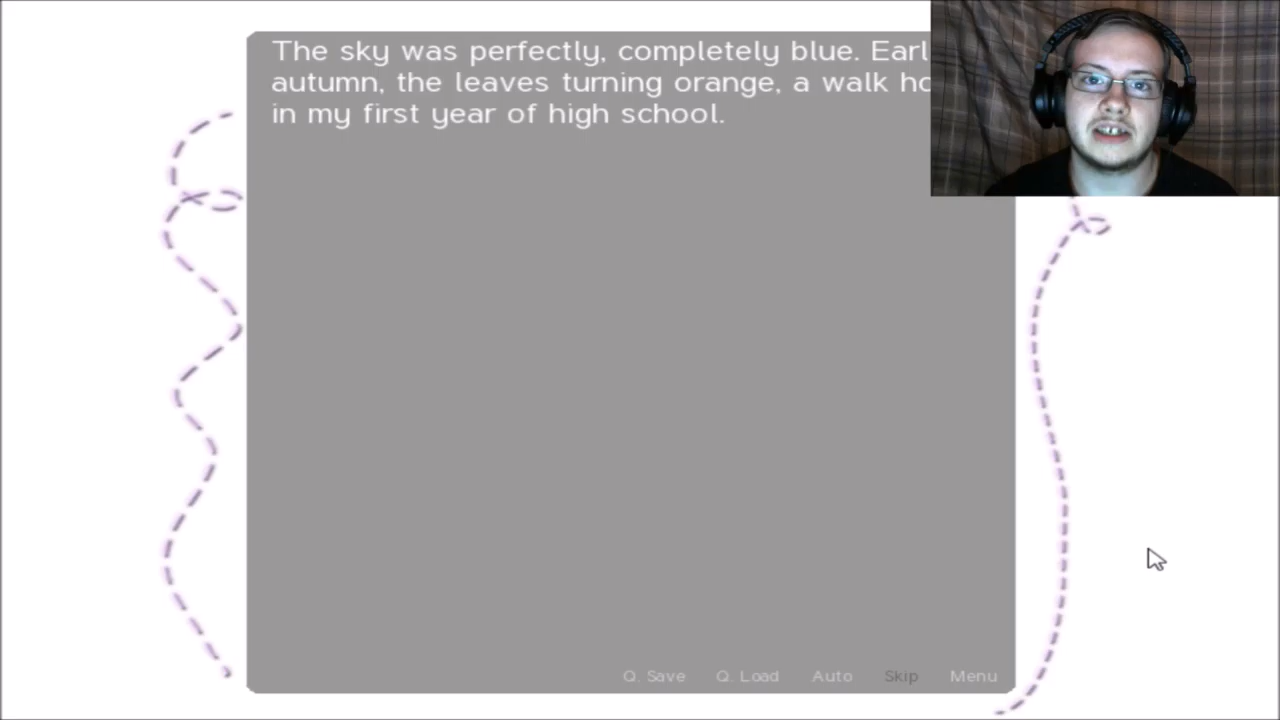 The sky was perfectly, completely blue. Earl
autumn, the leaves turning orange, a walk ho
in my first year of high school.
Q. Save Q. Load Auto Skip Menu